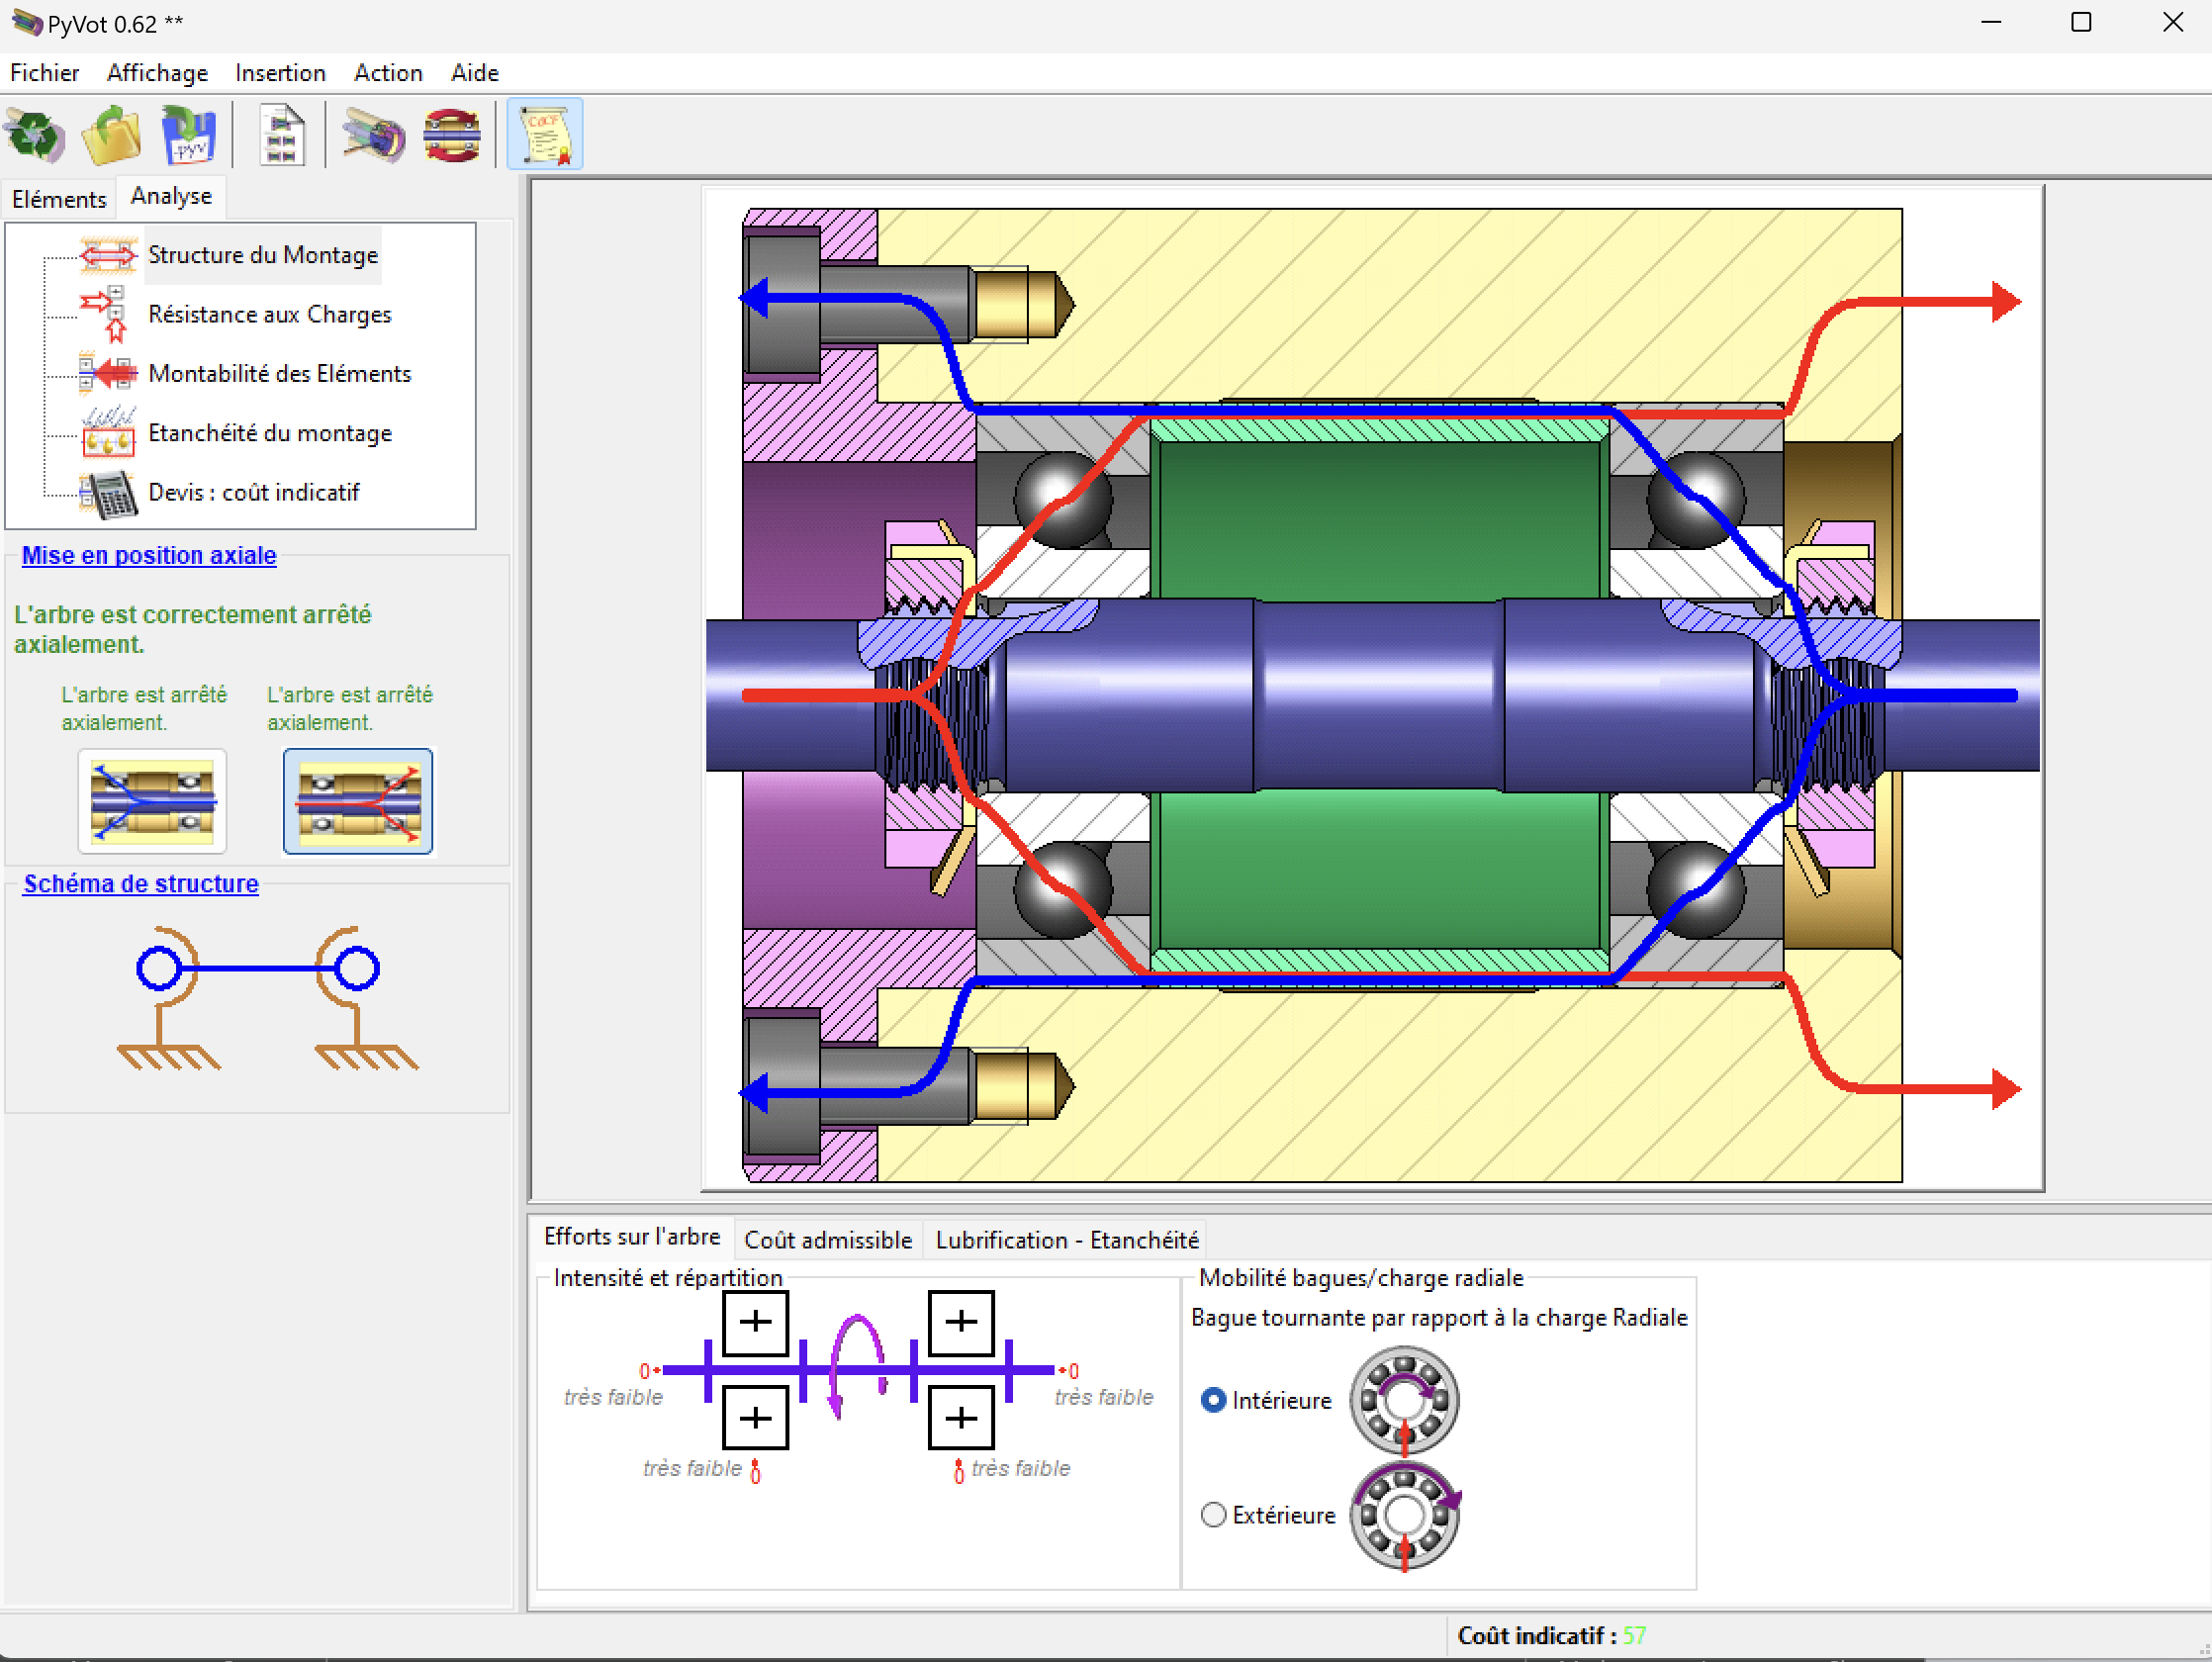 PyVot 0.62 **
Fichier Affichage Insertion Action Aide
-PYV
CdCF
Eléments Analyse
Structure du Montage
Résistance aux Charges
Montabilité des Eléments
Etanchéité du montage
Devis : coût indicatif
Mise en position axiale
L'arbre est correctement arrêté
axialement.
L'arbre est arrêté
axialement.
L'arbre est arrêté
axialement.
Schéma de structure
Efforts sur l'arbre Coût admissible Lubrification - Etanchéité
Intensité et répartition
0 0
très faible très faible
très faible 0 0 très faible
Mobilité bagues/charge radiale
Bague tournante par rapport à la charge Radiale
Intérieure
Extérieure
Coût indicatif : 57